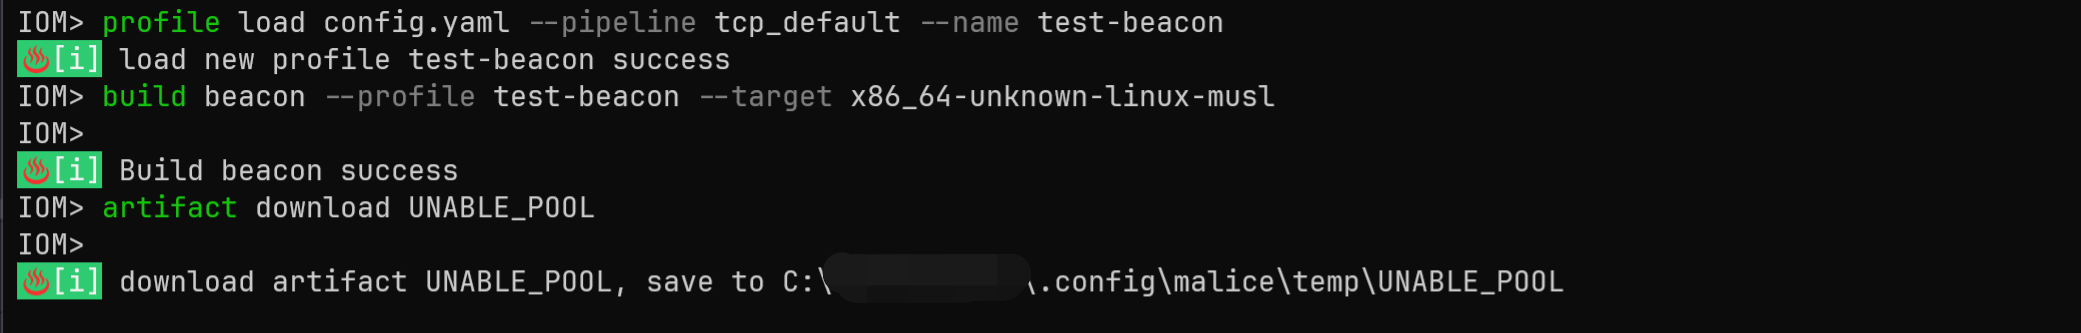 IOM> profile load config.yaml --pipeline tcp_default --name test-beacon
[i] load new profile test-beacon success
IOM> build beacon --profile test-beacon --target x86_64-unknown-linux-musl
IOM>
[i] Build beacon success
IOM> artifact download UNABLE_POOL
IOM>
[i] download artifact UNABLE_POOL, save to C:\ \.config\malice\temp\UNABLE_POOL